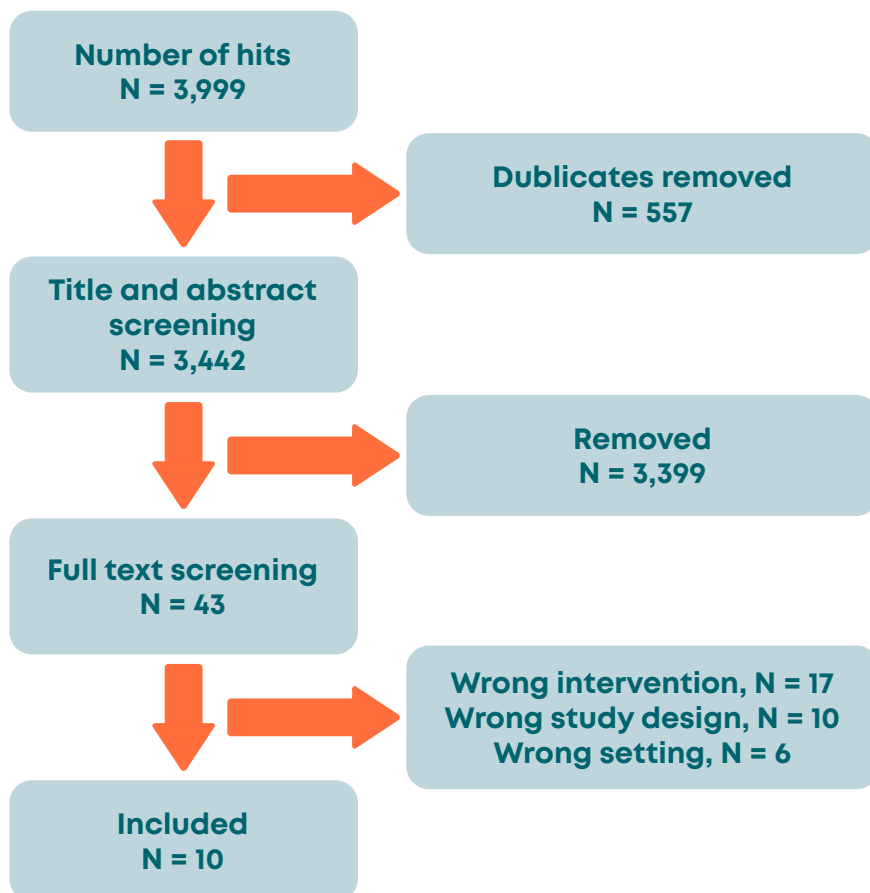 Number of hits
N = 3,999
Dublicates removed
N = 557
Title and abstract
screening
N = 3,442
Removed
N = 3,399
Full text screening
N = 43
Wrong intervention, N = 17
Wrong study design, N = 10
Wrong setting, N = 6
Included
N = 10